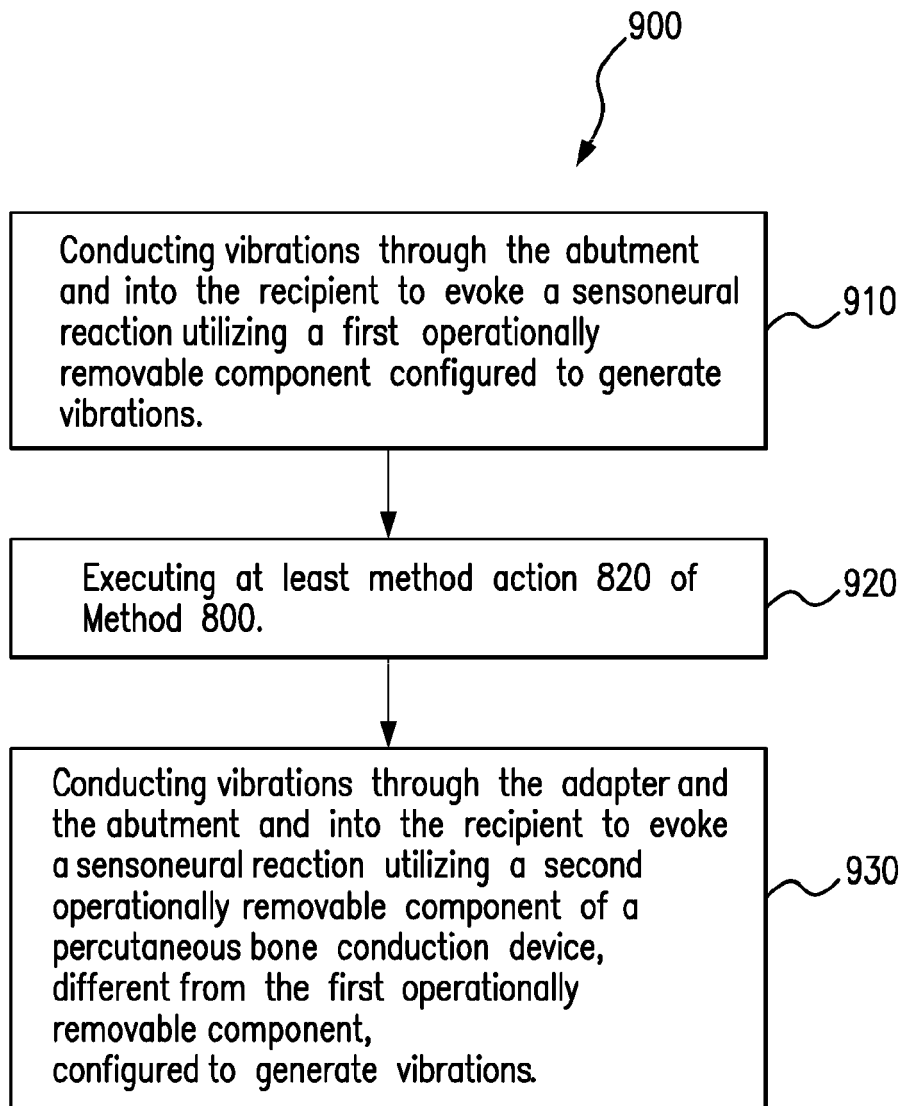 900
Conducting vibrations through the abutment
and into the recipient to evoke a sensoneural
reaction utilizing a first operationally
removable component configured to generate
vibrations.
910
Executing at least method action 820 of
Method 800.
920
Conducting vibrations through the adapter and
the abutment and into the recipient to evoke
a sensoneural reaction utilizing a second
operationally removable component of a
percutaneous bone conduction device,
different from the first operationally
removable component,
configured to generate vibrations.
930